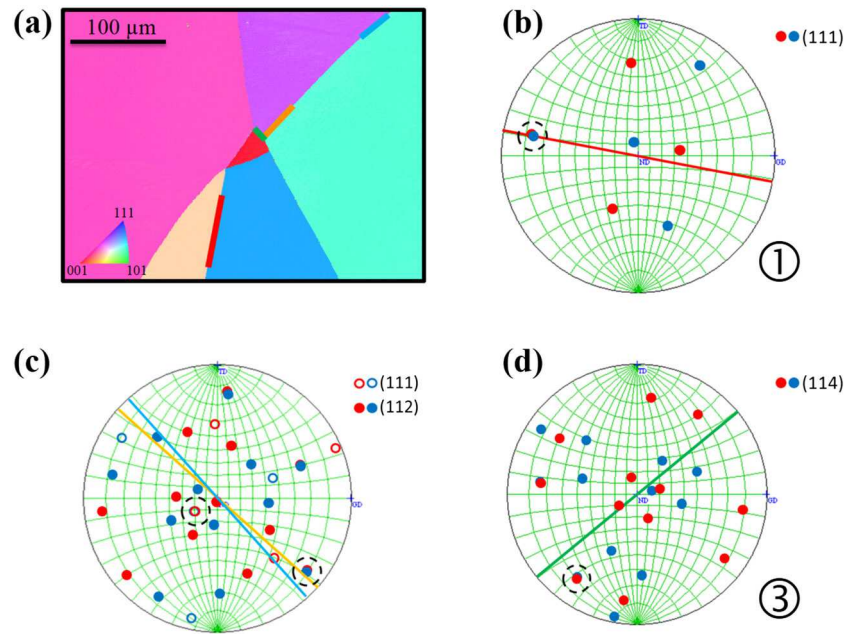 (a)
100 µm
111
001
101
(b)
TD
(111)
ND
GD
①
(c)
TD
(111)
(112)
GD
(d)
TD
(114)
ND
GD
③